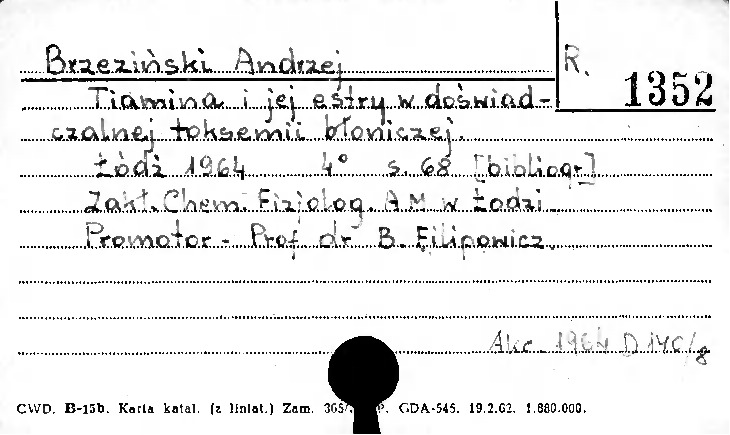 Brzeziński Andrzej
R. 1352
Tiamina i jej estry w doświad-
czalnej toksemii błoniczej.
Łódź 1964 4° s. 68 [bibliogr]
Zakł. Chem. Fizjolog. AM w Łodzi
Promotor - Prof dr B. Filipowicz.
Akc. 1964 D
CWD. B-15b. Karta katal. (z liniat.) Zam. 365/ P. GDA-545. 19.2.62. 1.880.000.